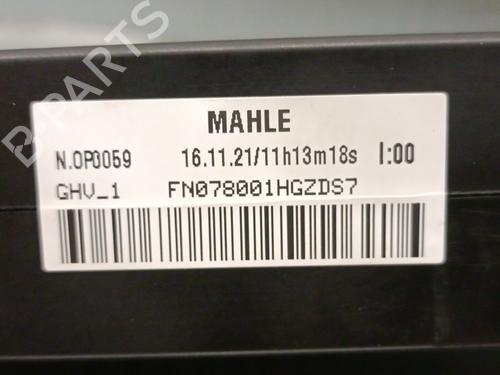 MAHLE
N.OP0059 16.11.21/11h13m18s I:00
GHV_1 FN078001HGZDS7
B-PARTS